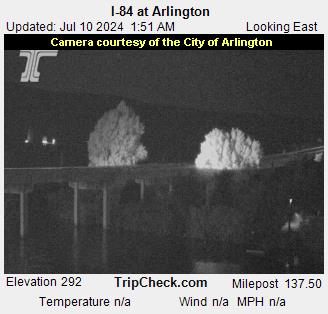 I-84 at Arlington
Updated: Jul 10 2024 1:51 AM Looking East
Camera courtesy of the City of Arlington
Elevation 292 TripCheck.com Milepost 137.50
Temperature n/a Wind n/a MPH n/a